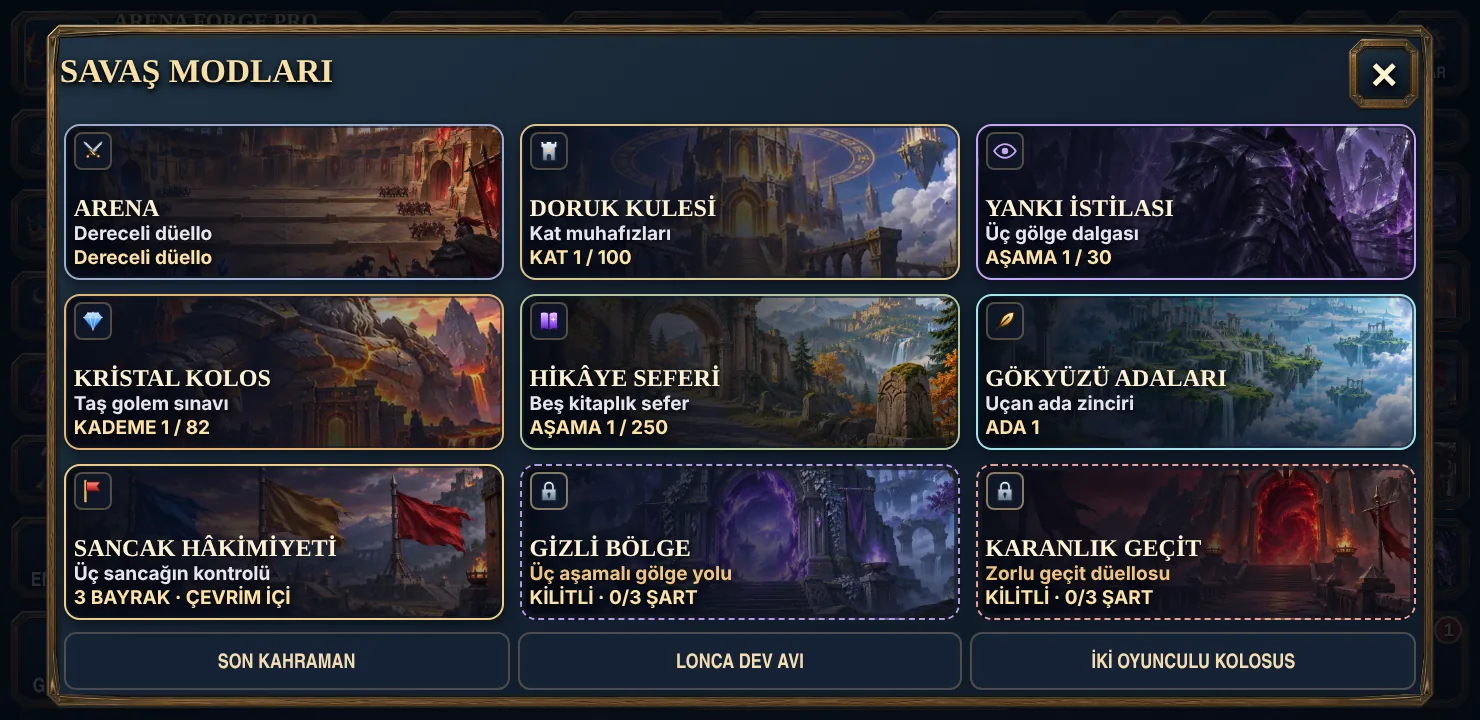 ARENA FORGE PRO
SAVAŞ MODLARI
ARENA
Dereceli düello
Dereceli düello
DORUK KULESİ
Kat muhafızları
KAT 1 / 100
YANKI İSTİLASI
Üç gölge dalgası
AŞAMA 1 / 30
KRİSTAL KOLOS
Taş golem sınavı
KADEME 1 / 82
HİKÂYE SEFERİ
Beş kitaplık sefer
AŞAMA 1 / 250
GÖKYÜZÜ ADALARI
Uçan ada zinciri
ADA 1
SANCAK HÂKİMİYETİ
Üç sancağın kontrolü
3 BAYRAK · ÇEVRİM İÇİ
GİZLİ BÖLGE
Üç aşamalı gölge yolu
KİLİTLİ · 0/3 ŞART
KARANLIK GEÇİT
Zorlu geçit düellosu
KİLİTLİ · 0/3 ŞART
1
SON KAHRAMAN
LONCA DEV AVI
İKİ OYUNCULU KOLOSUS